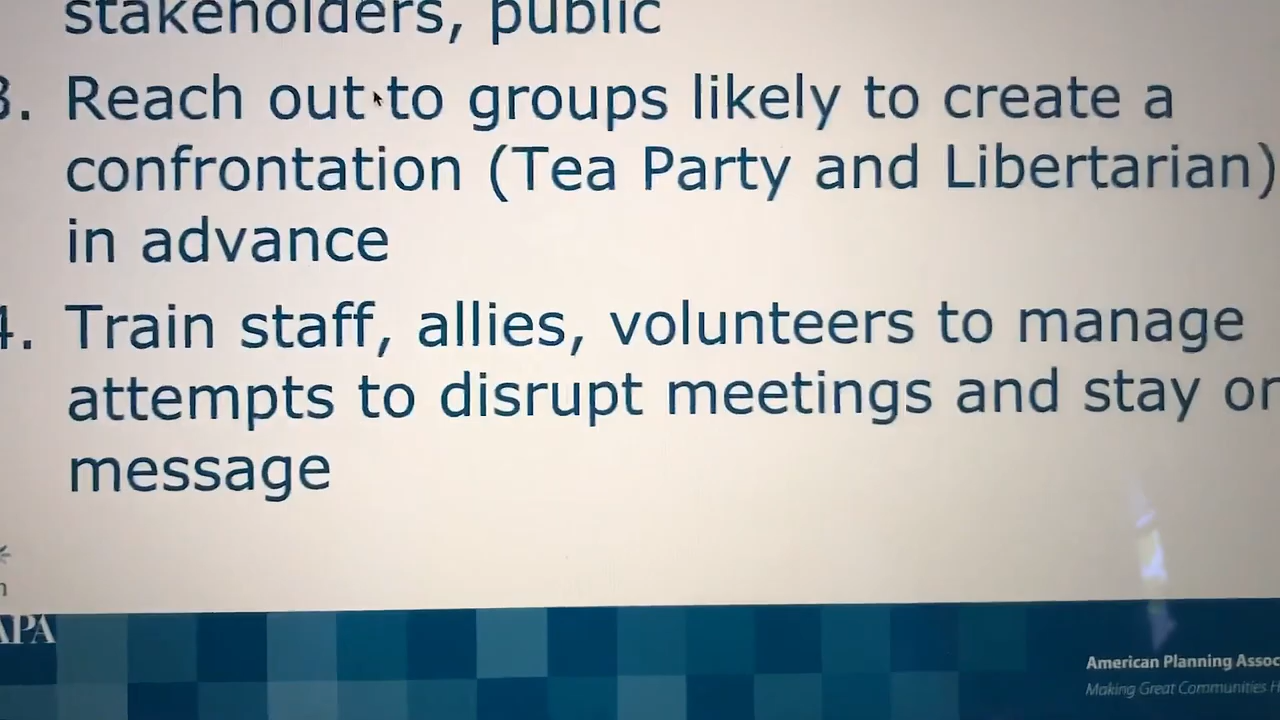 stakeholders, public
3. Reach out to groups likely to create a
confrontation (Tea Party and Libertarian)
in advance
4. Train staff, allies, volunteers to manage
attempts to disrupt meetings and stay on
message
APA
American Planning Assoc
Making Great Communities H